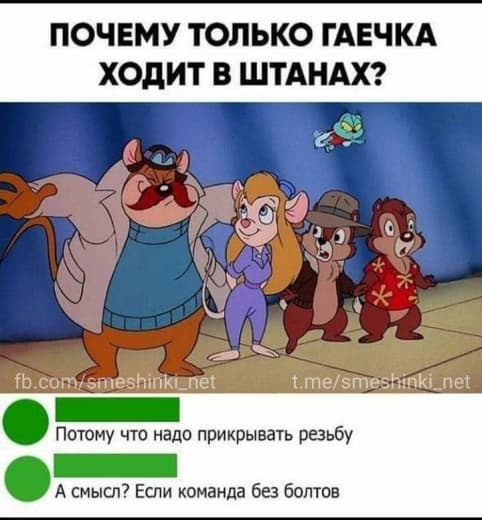 ПОЧЕМУ ТОЛЬКО ГАЕЧКА
ХОДИТ В ШТАНАХ?
fb.com/smeshinki_net
t.me/smeshinki_net
Потому что надо прикрывать резьбу
А смысл? Если команда без болтов